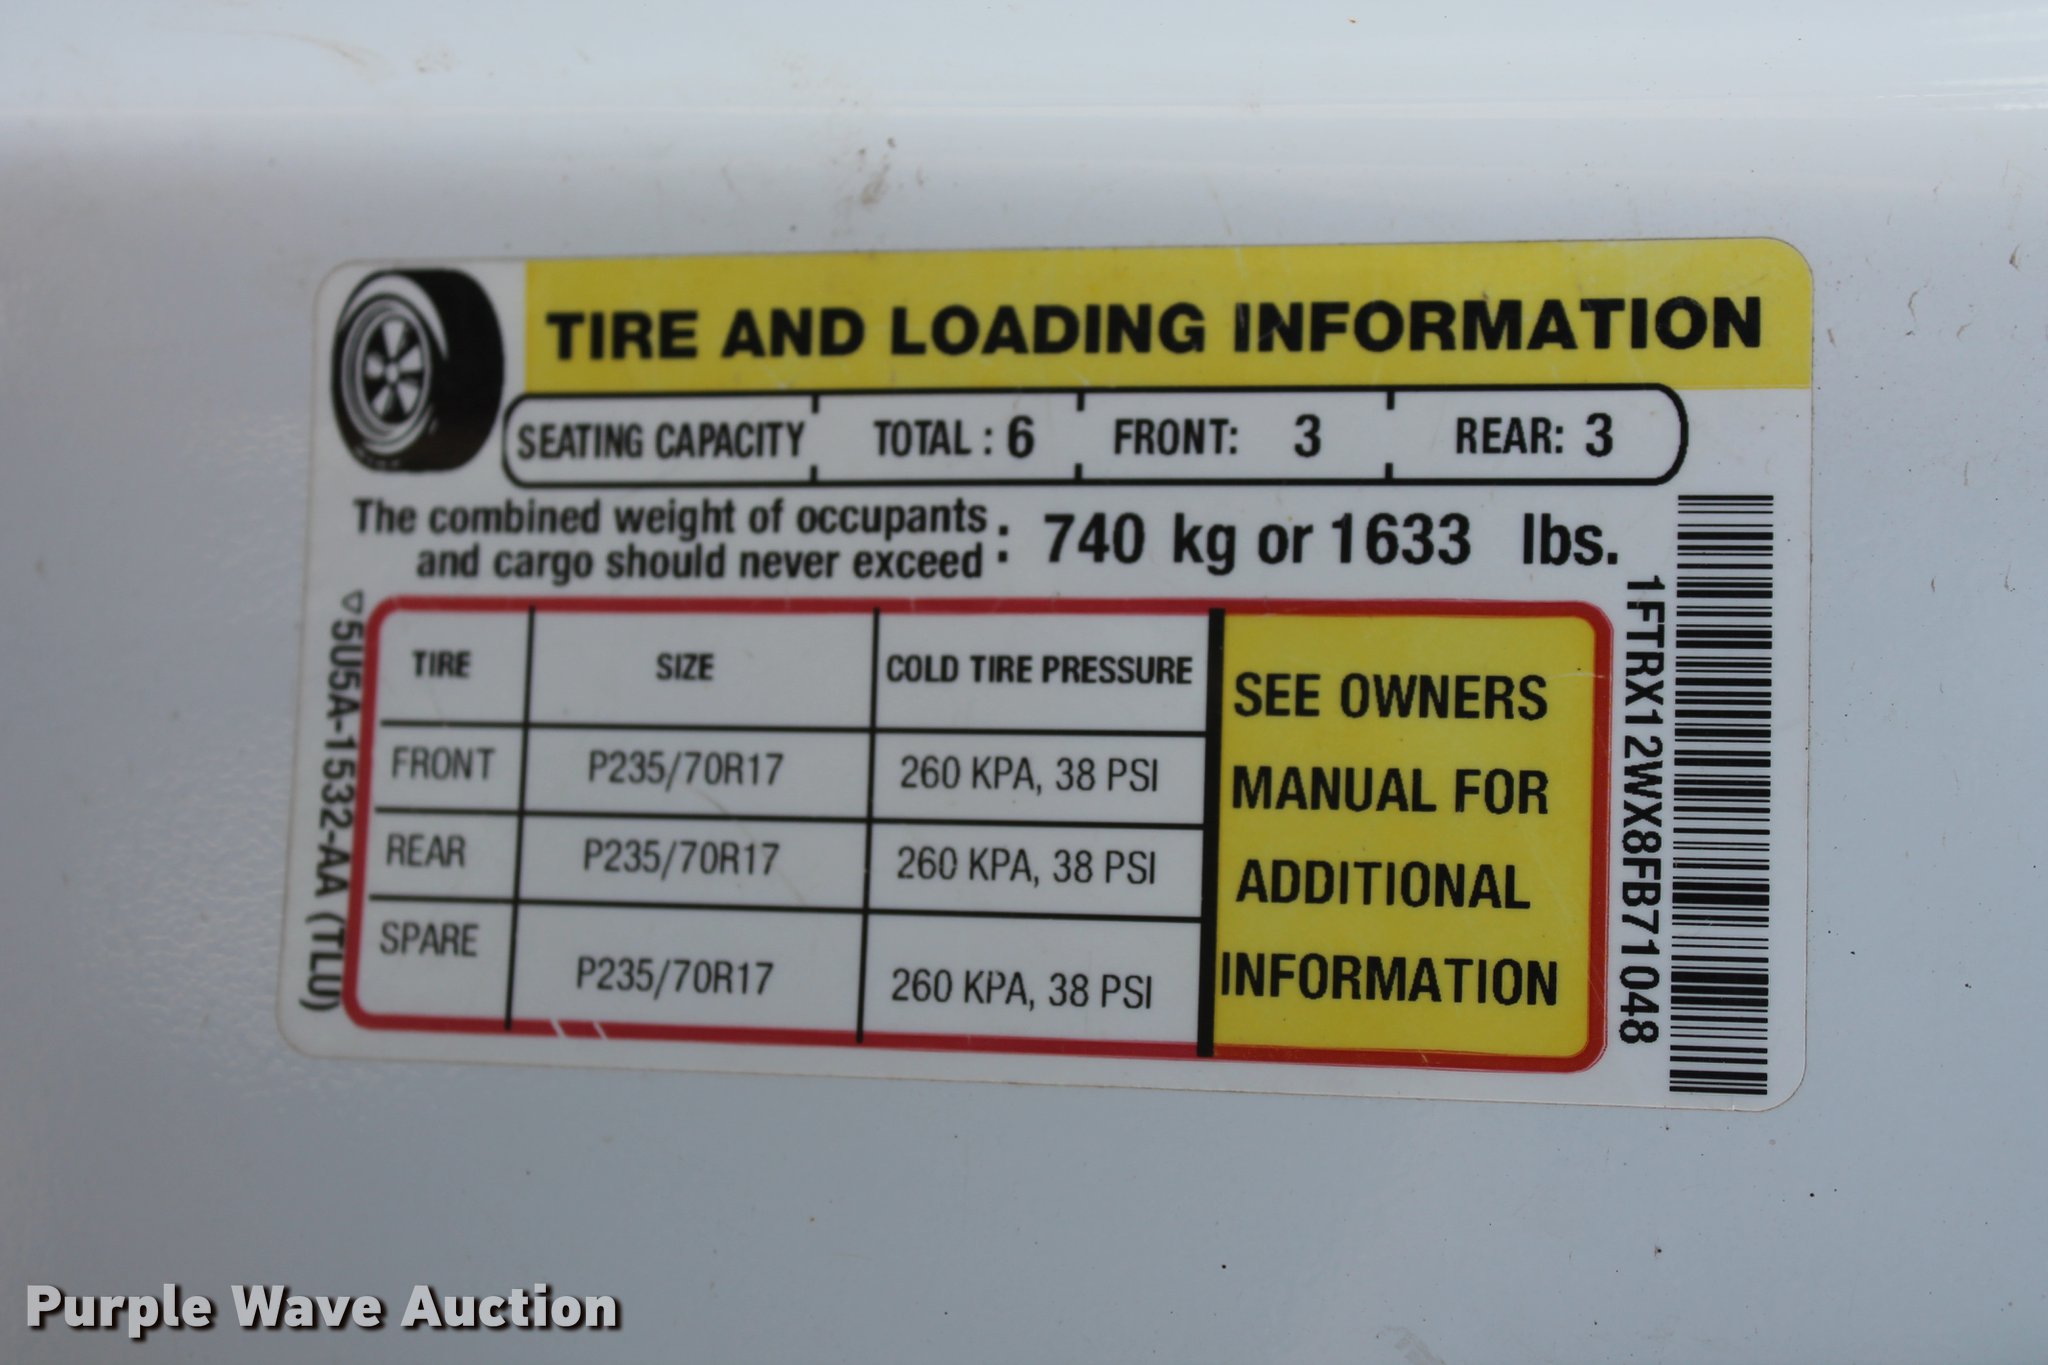 TIRE AND LOADING INFORMATION
SEATING CAPACITY TOTAL : 6 FRONT: 3 REAR: 3
The combined weight of occupants
and cargo should never exceed : 740 kg or 1633 lbs.
TIRE SIZE COLD TIRE PRESSURE
FRONT P235/70R17 260 KPA, 38 PSI
REAR P235/70R17 260 KPA, 38 PSI
SPARE P235/70R17 260 KPA, 38 PSI
SEE OWNERS
MANUAL FOR
ADDITIONAL
INFORMATION
5U5A-1532-AA (TLU)
1FTRX12WX8FB71048
Purple Wave Auction